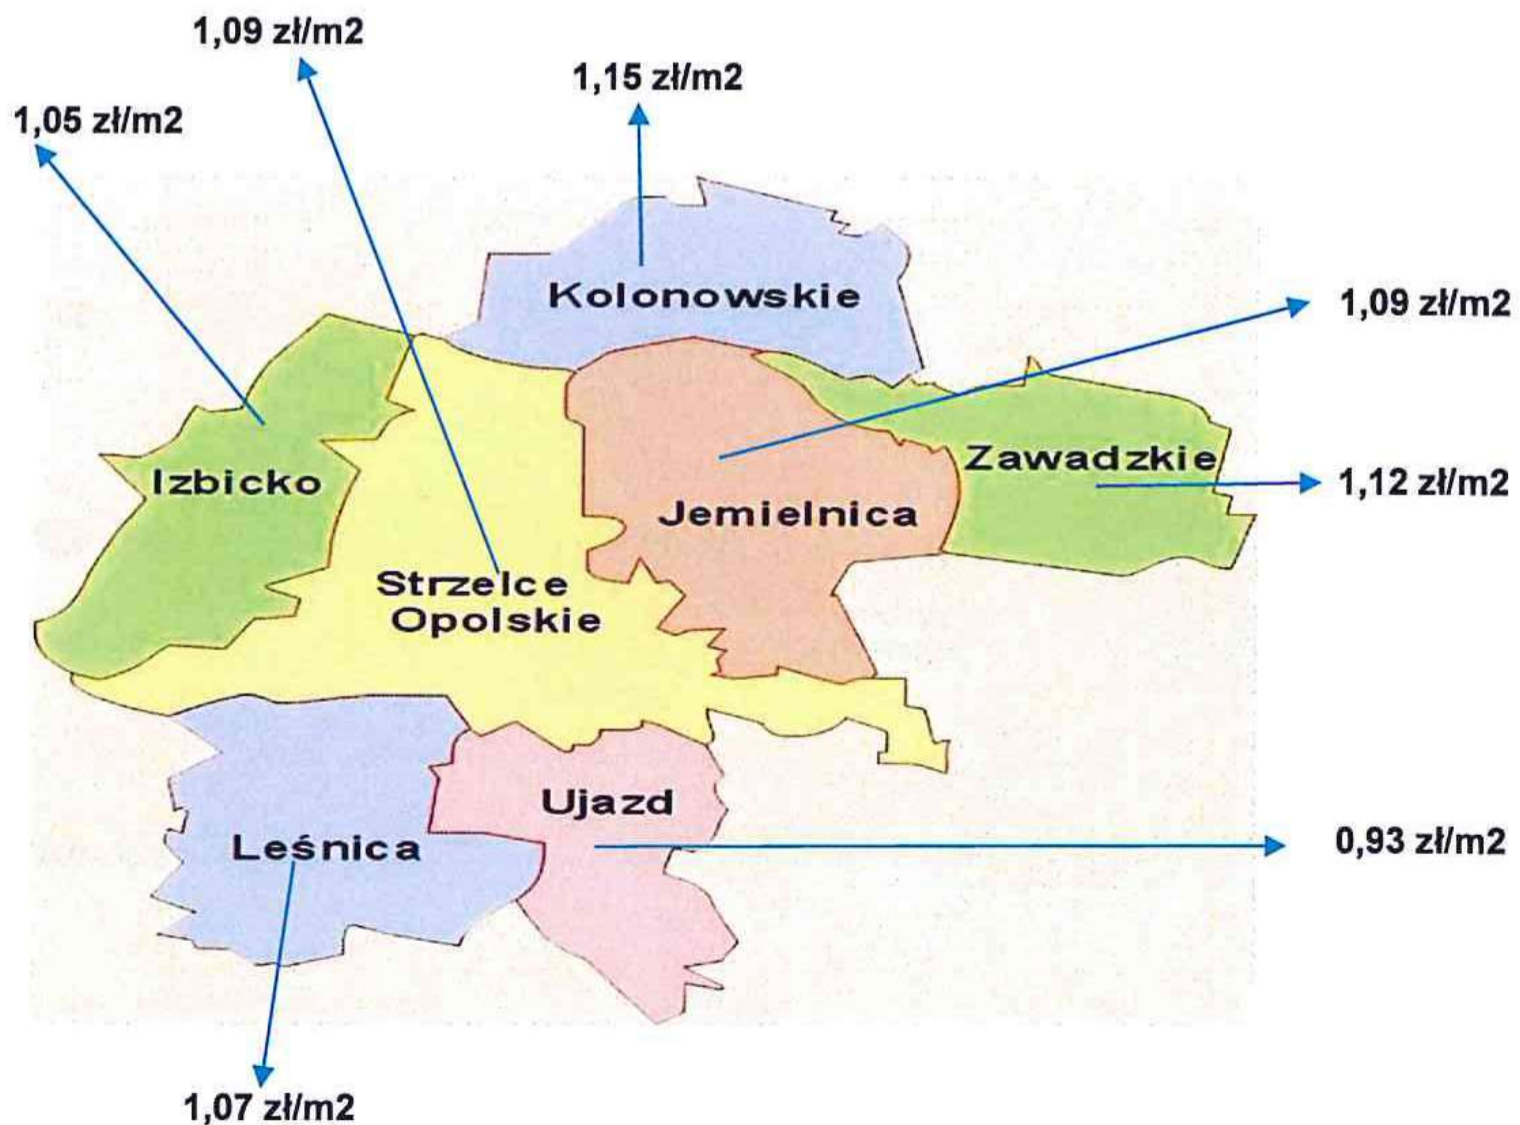 1,09 zł/m2
1,15 zł/m2
1,05 zł/m2
Kolonowskie
1,09 zł/m2
Zawadzkie
Izbicko
1,12 zł/m2
Jemielnica
Strzelce
Opolskie
Ujazd
Leśnica
0,93 zł/m2
1,07 zł/m2